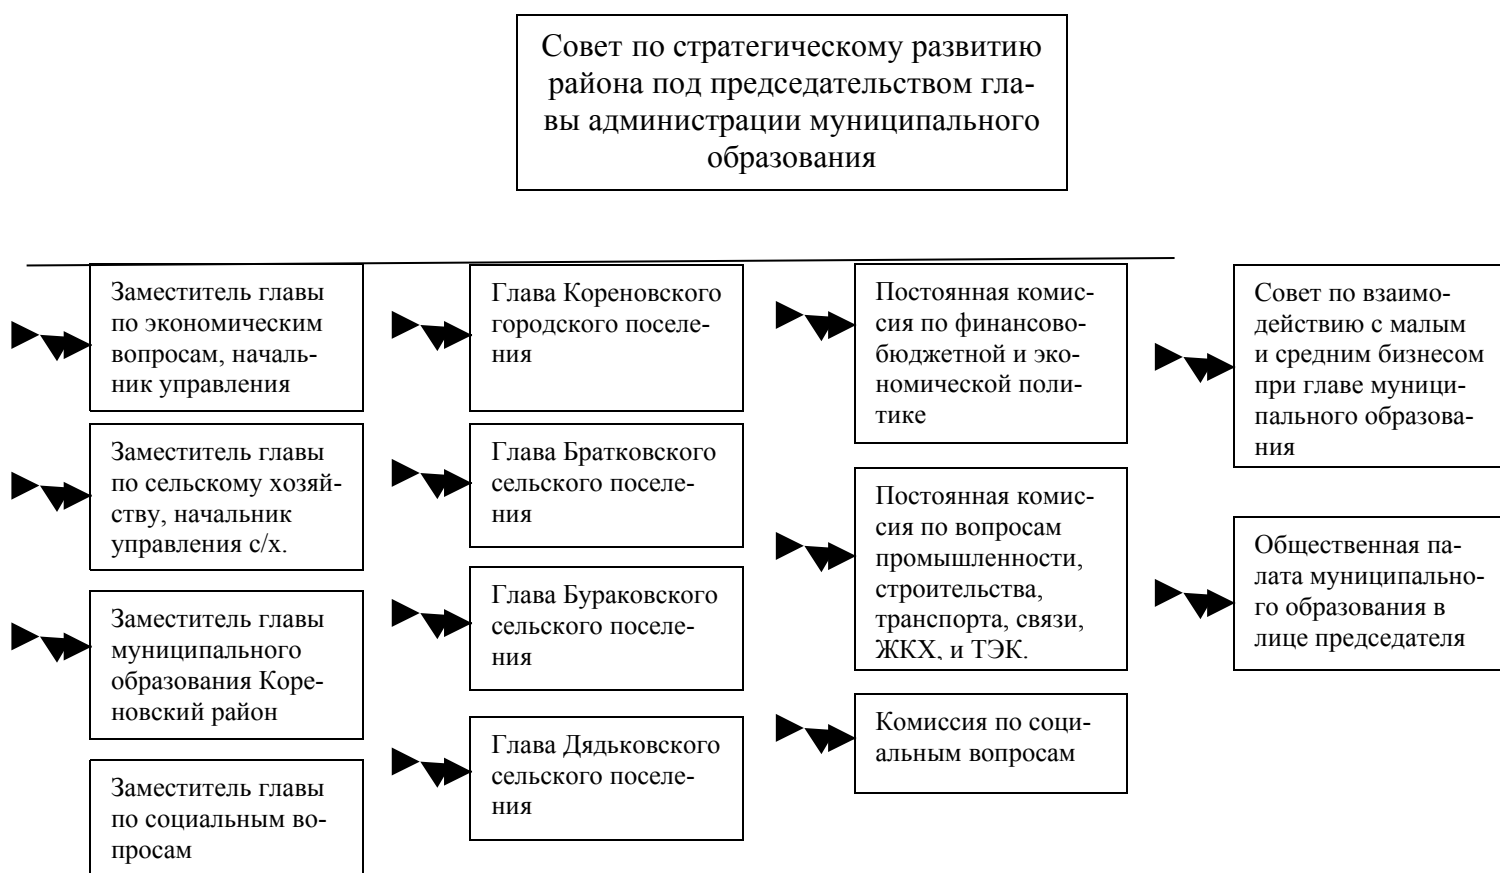 Совет по стратегическому развитию
района под председательством гла-
вы администрации муниципального
образования
Заместитель главы
по экономическим
вопросам, началь-
ник управления
Заместитель главы
по сельскому хозяй-
ству, начальник
управления с/х.
Заместитель главы
муниципального
образования Коре-
новский район
Заместитель главы
по социальным во-
просам
Глава Кореновского
городского поселе-
ния
Глава Братковского
сельского поселе-
ния
Глава Бураковского
сельского поселе-
ния
Глава Дядьковского
сельского поселе-
ния
Постоянная комис-
сия по финансово-
бюджетной и эко-
номической поли-
тике
Постоянная комис-
сия по вопросам
промышленности,
строительства,
транспорта, связи,
ЖКХ, и ТЭК.
Комиссия по соци-
альным вопросам
Совет по взаимо-
действию с малым
и средним бизнесом
при главе муници-
пального образова-
ния
Общественная па-
лата муниципально-
го образования в
лице председателя